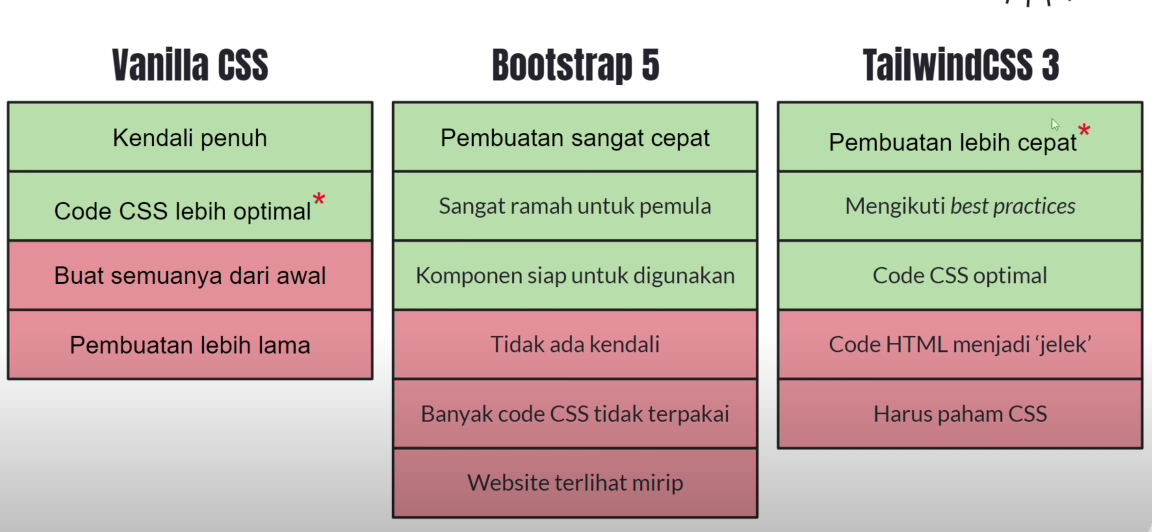 Vanilla CSS
Kendali penuh
Code CSS lebih optimal*
Buat semuanya dari awal
Pembuatan lebih lama
Bootstrap 5
Pembuatan sangat cepat
Sangat ramah untuk pemula
Komponen siap untuk digunakan
Tidak ada kendali
Banyak code CSS tidak terpakai
Website terlihat mirip
TailwindCSS 3
Pembuatan lebih cepat*
Mengikuti best practices
Code CSS optimal
Code HTML menjadi ‘jelek’
Harus paham CSS